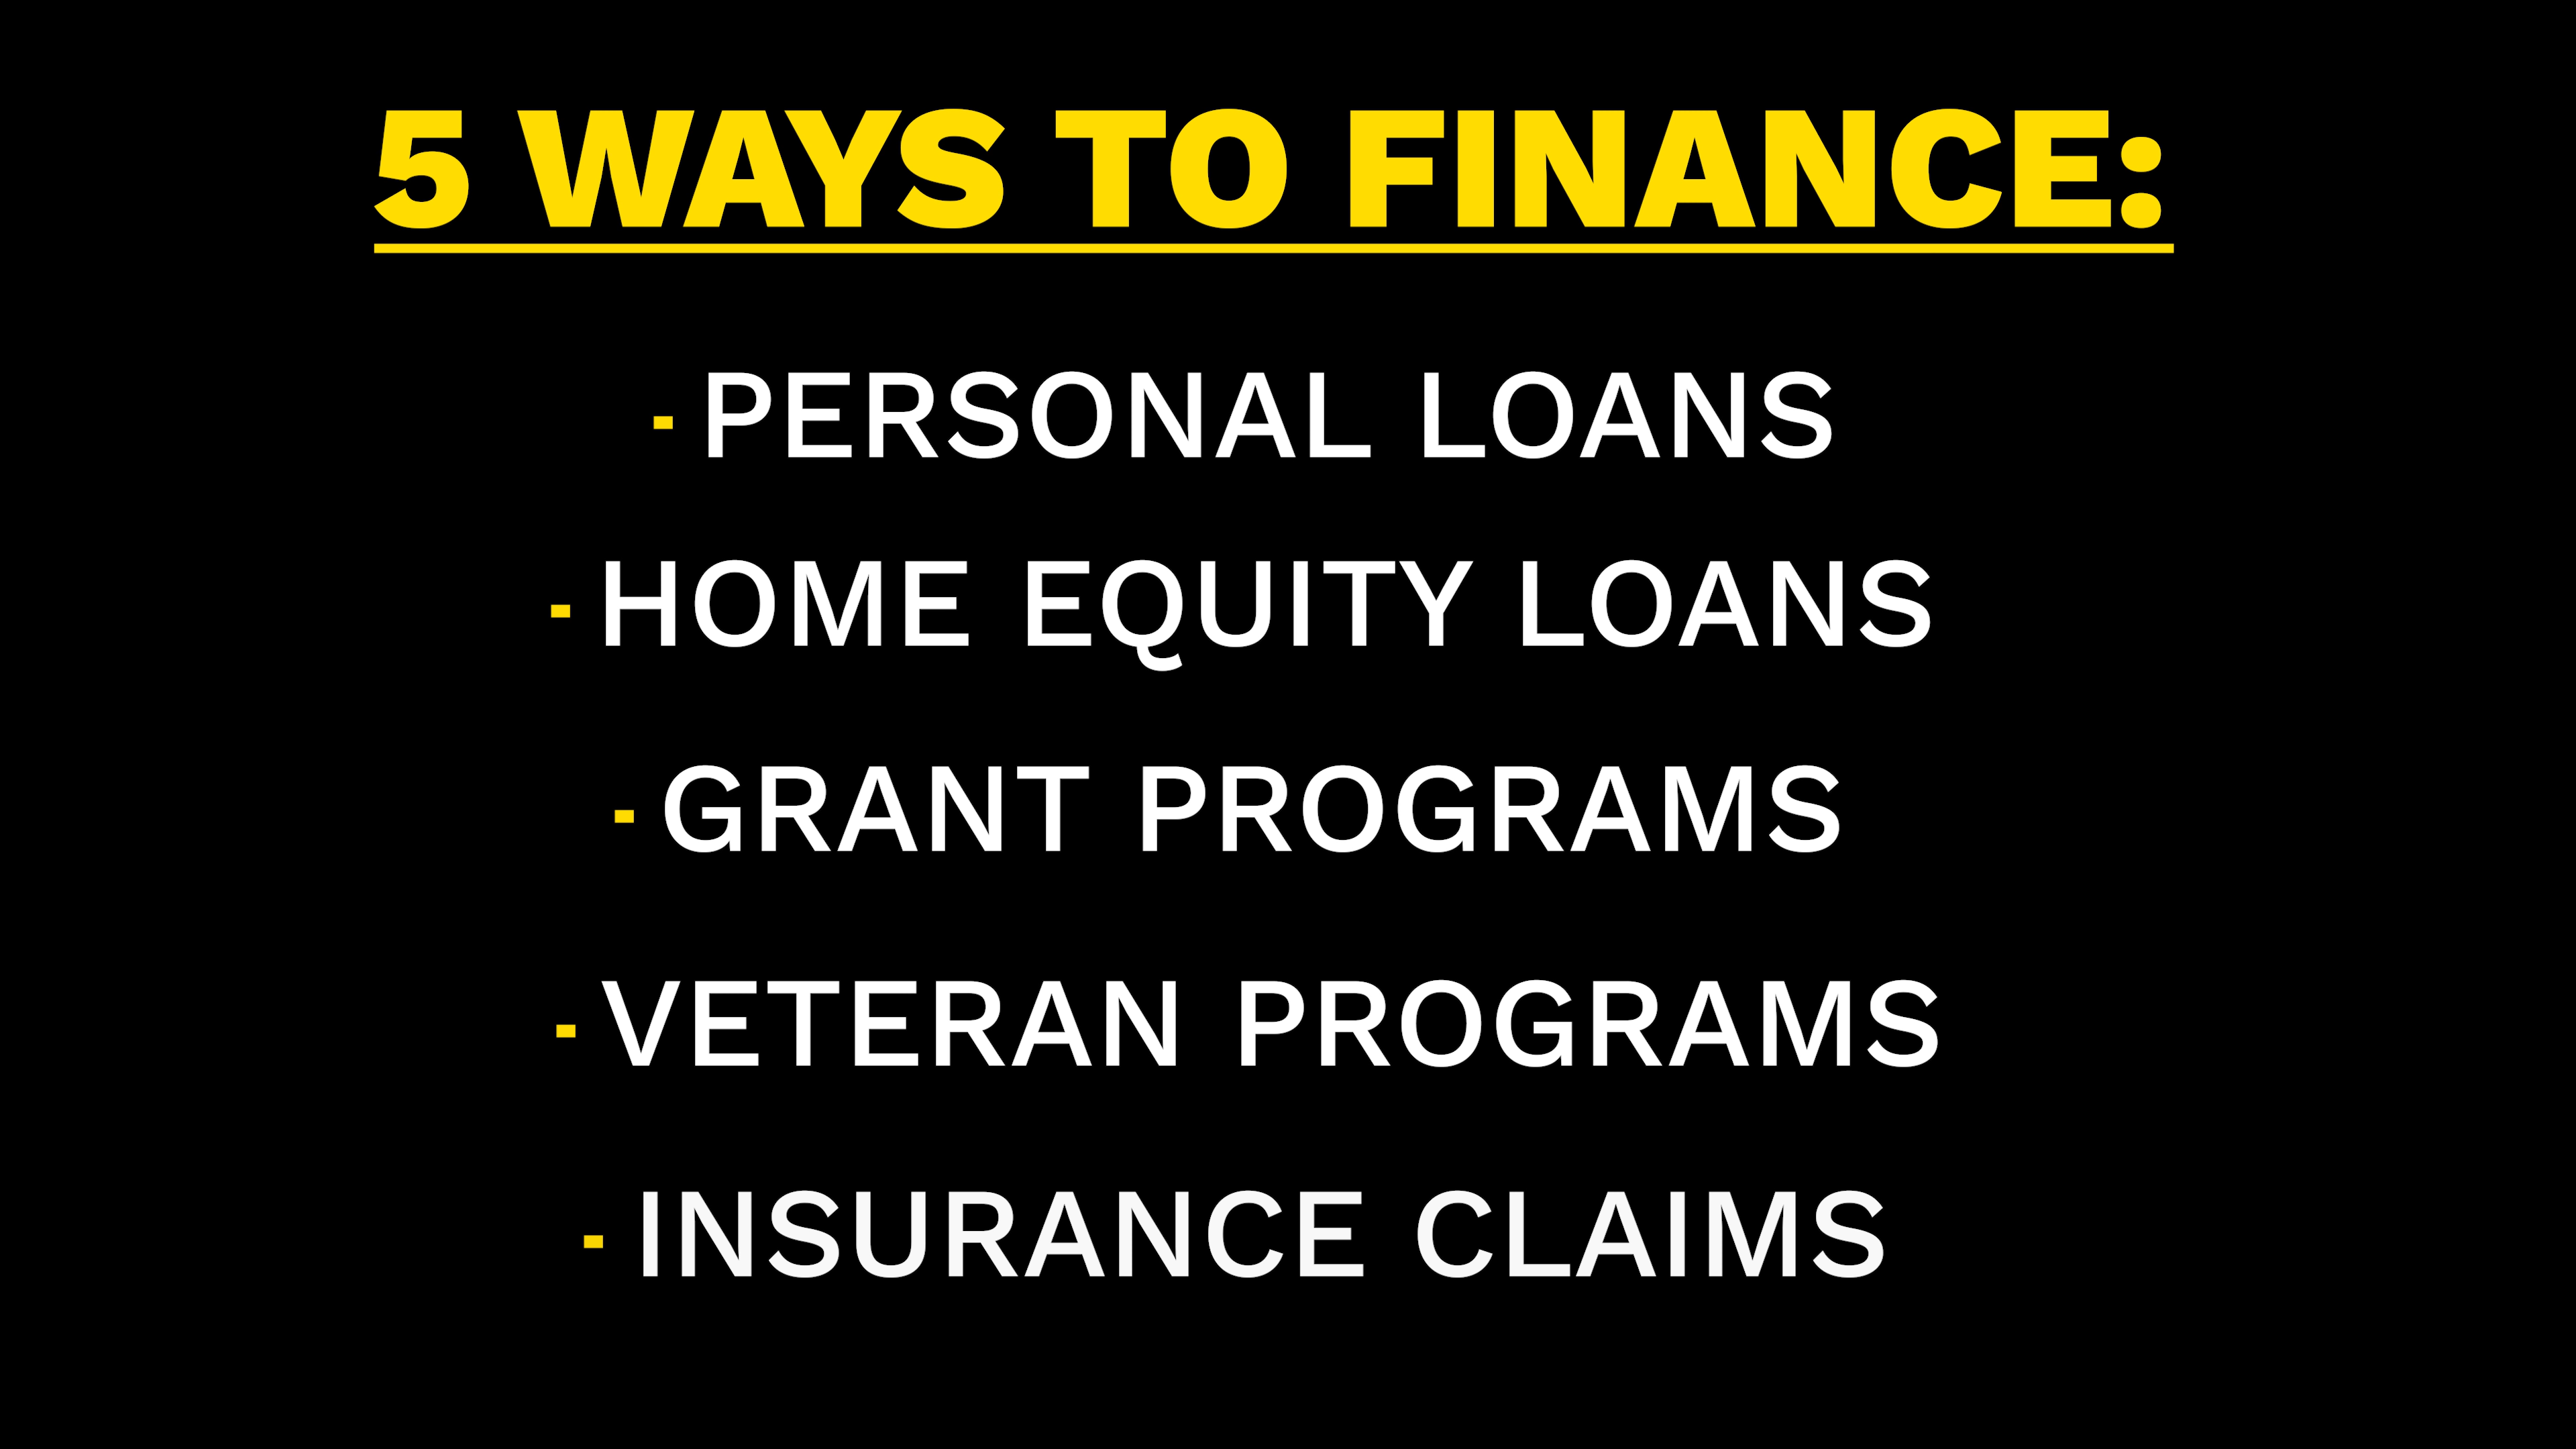 5 WAYS TO FINANCE:
- PERSONAL LOANS
- HOME EQUITY LOANS
- GRANT PROGRAMS
- VETERAN PROGRAMS
- INSURANCE CLAIMS